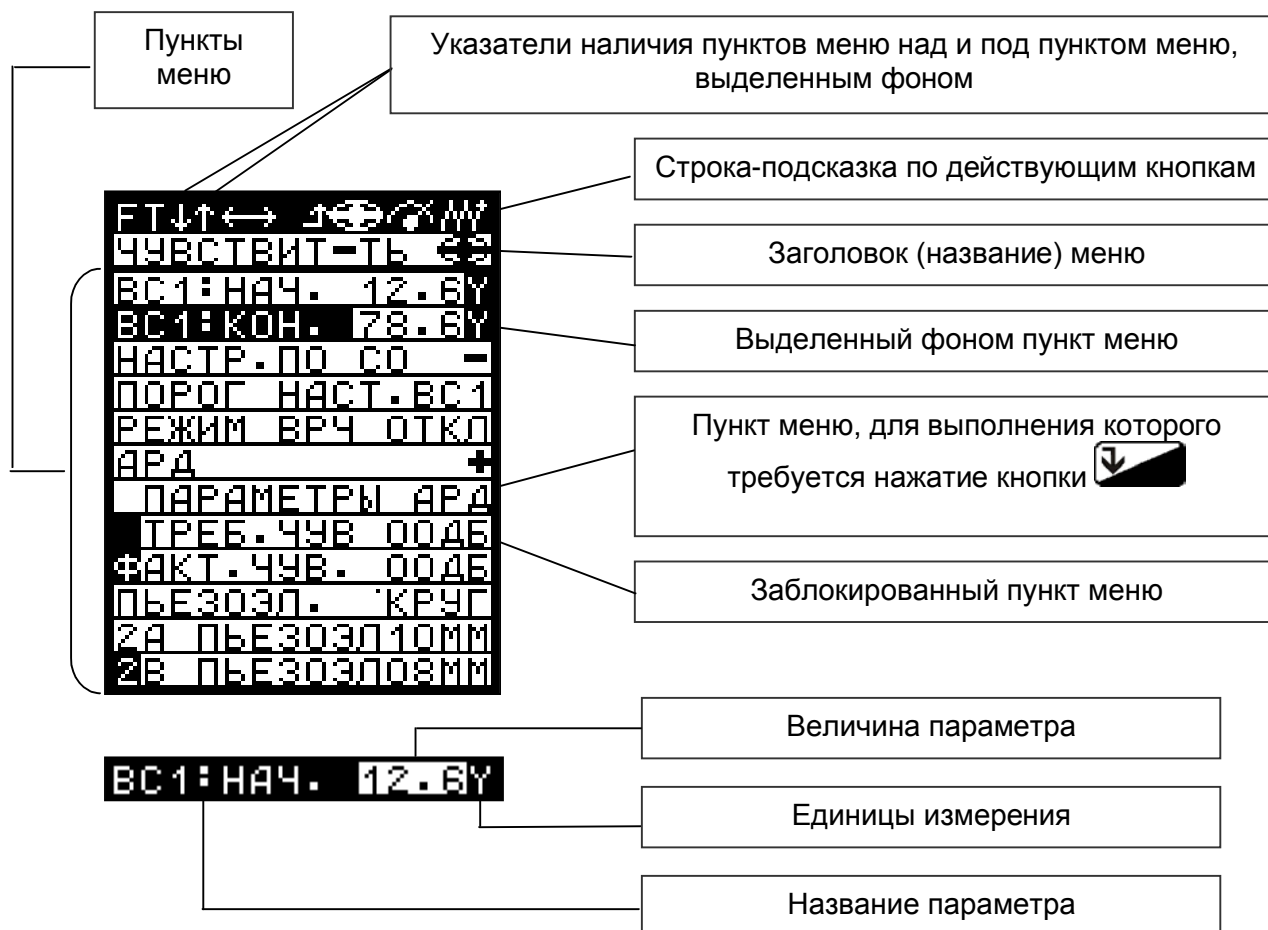 Пункты
меню
Указатели наличия пунктов меню над и под пунктом меню,
выделенным фоном
Строка-подсказка по действующим кнопкам
Заголовок (название) меню
Выделенный фоном пункт меню
Пункт меню, для выполнения которого
требуется нажатие кнопки
Заблокированный пункт меню
FT↓↑↔
ЧУВСТВИТ-ТЬ
ВС1:НАЧ. 12.6Y
ВС1:КОН. 78.6Y
НАСТР.ПО СО -
ПОРОГ НАСТ.ВС1
РЕЖИМ ВРЧ ОТКЛ
АРД +
ПАРАМЕТРЫ АРД
ТРЕБ.ЧУВ 00ДБ
ФАКТ.ЧУВ. 00ДБ
ПЬЕЗОЭЛ. 'КРУГ
2А ПЬЕЗОЭЛ10ММ
2В ПЬЕЗОЭЛ08ММ
Величина параметра
ВС1:НАЧ. 12.6Y
Единицы измерения
Название параметра